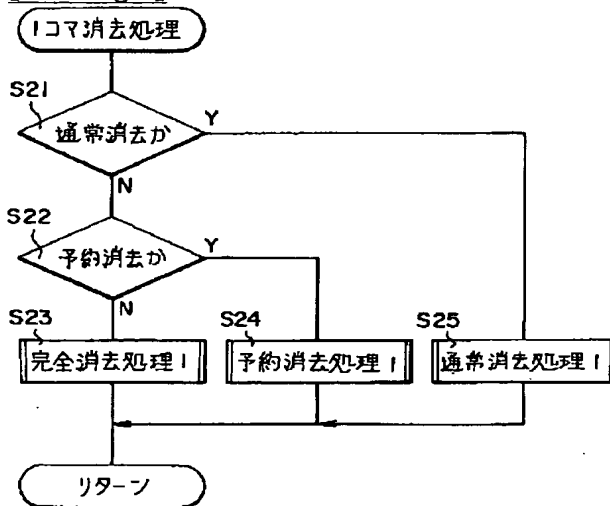 1コマ消去処理
S21
通常消去か
Y
N
S22
予約消去か
Y
N
S23
完全消去処理1
S24
予約消去処理1
S25
通常消去処理1
リターン